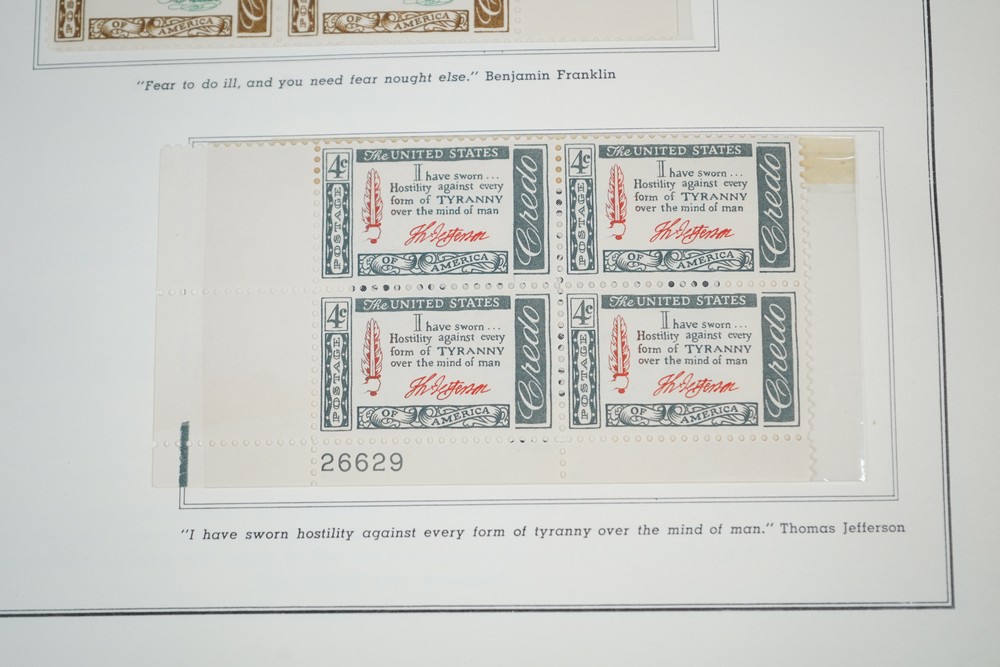 POSTAGE OF AMERICA Credo POSTAGE OF AMERICA Credo
"Fear to do ill, and you need fear nought else." Benjamin Franklin
4c The UNITED STATES
I have sworn...
Hostility against every
form of TYRANNY
over the mind of man
Th Jefferson
POSTAGE
OF AMERICA
Credo
4c The UNITED STATES
I have sworn...
Hostility against every
form of TYRANNY
over the mind of man
Th Jefferson
POSTAGE
OF AMERICA
Credo
4c The UNITED STATES
I have sworn...
Hostility against every
form of TYRANNY
over the mind of man
Th Jefferson
POSTAGE
OF AMERICA
Credo
4c The UNITED STATES
I have sworn...
Hostility against every
form of TYRANNY
over the mind of man
Th Jefferson
POSTAGE
OF AMERICA
Credo
26629
"I have sworn hostility against every form of tyranny over the mind of man." Thomas Jefferson